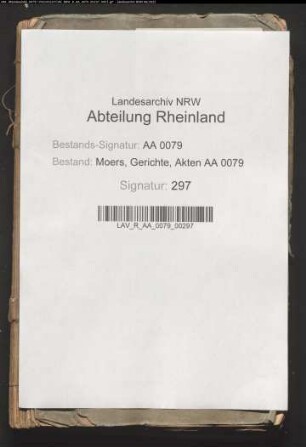 Landesarchiv NRW
Abteilung Rheinland
Bestands-Signatur: AA 0079
Bestand: Moers, Gerichte, Akten AA 0079
Signatur: 297
LAV_R_AA_0079_00297